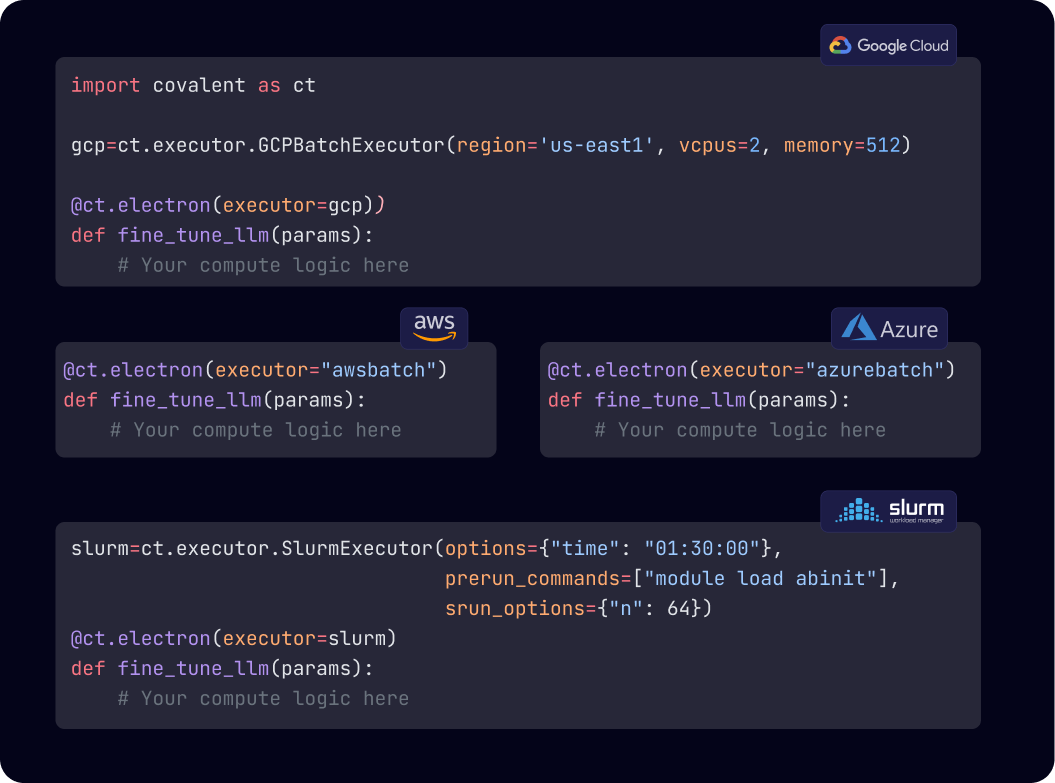 Google Cloud
import covalent as ct
gcp=ct.executor.GCPBatchExecutor(region='us-east1', vcpus=2, memory=512)
@ct.electron(executor=gcp))
def fine_tune_llm(params):
    # Your compute logic here
aws
@ct.electron(executor="awsbatch")
def fine_tune_llm(params):
    # Your compute logic here
Azure
@ct.electron(executor="azurebatch")
def fine_tune_llm(params):
    # Your compute logic here
slurm
workload manager
slurm=ct.executor.SlurmExecutor(options={"time": "01:30:00"},
                                prerun_commands=["module load abinit"],
                                srun_options={"n": 64})
@ct.electron(executor=slurm)
def fine_tune_llm(params):
    # Your compute logic here